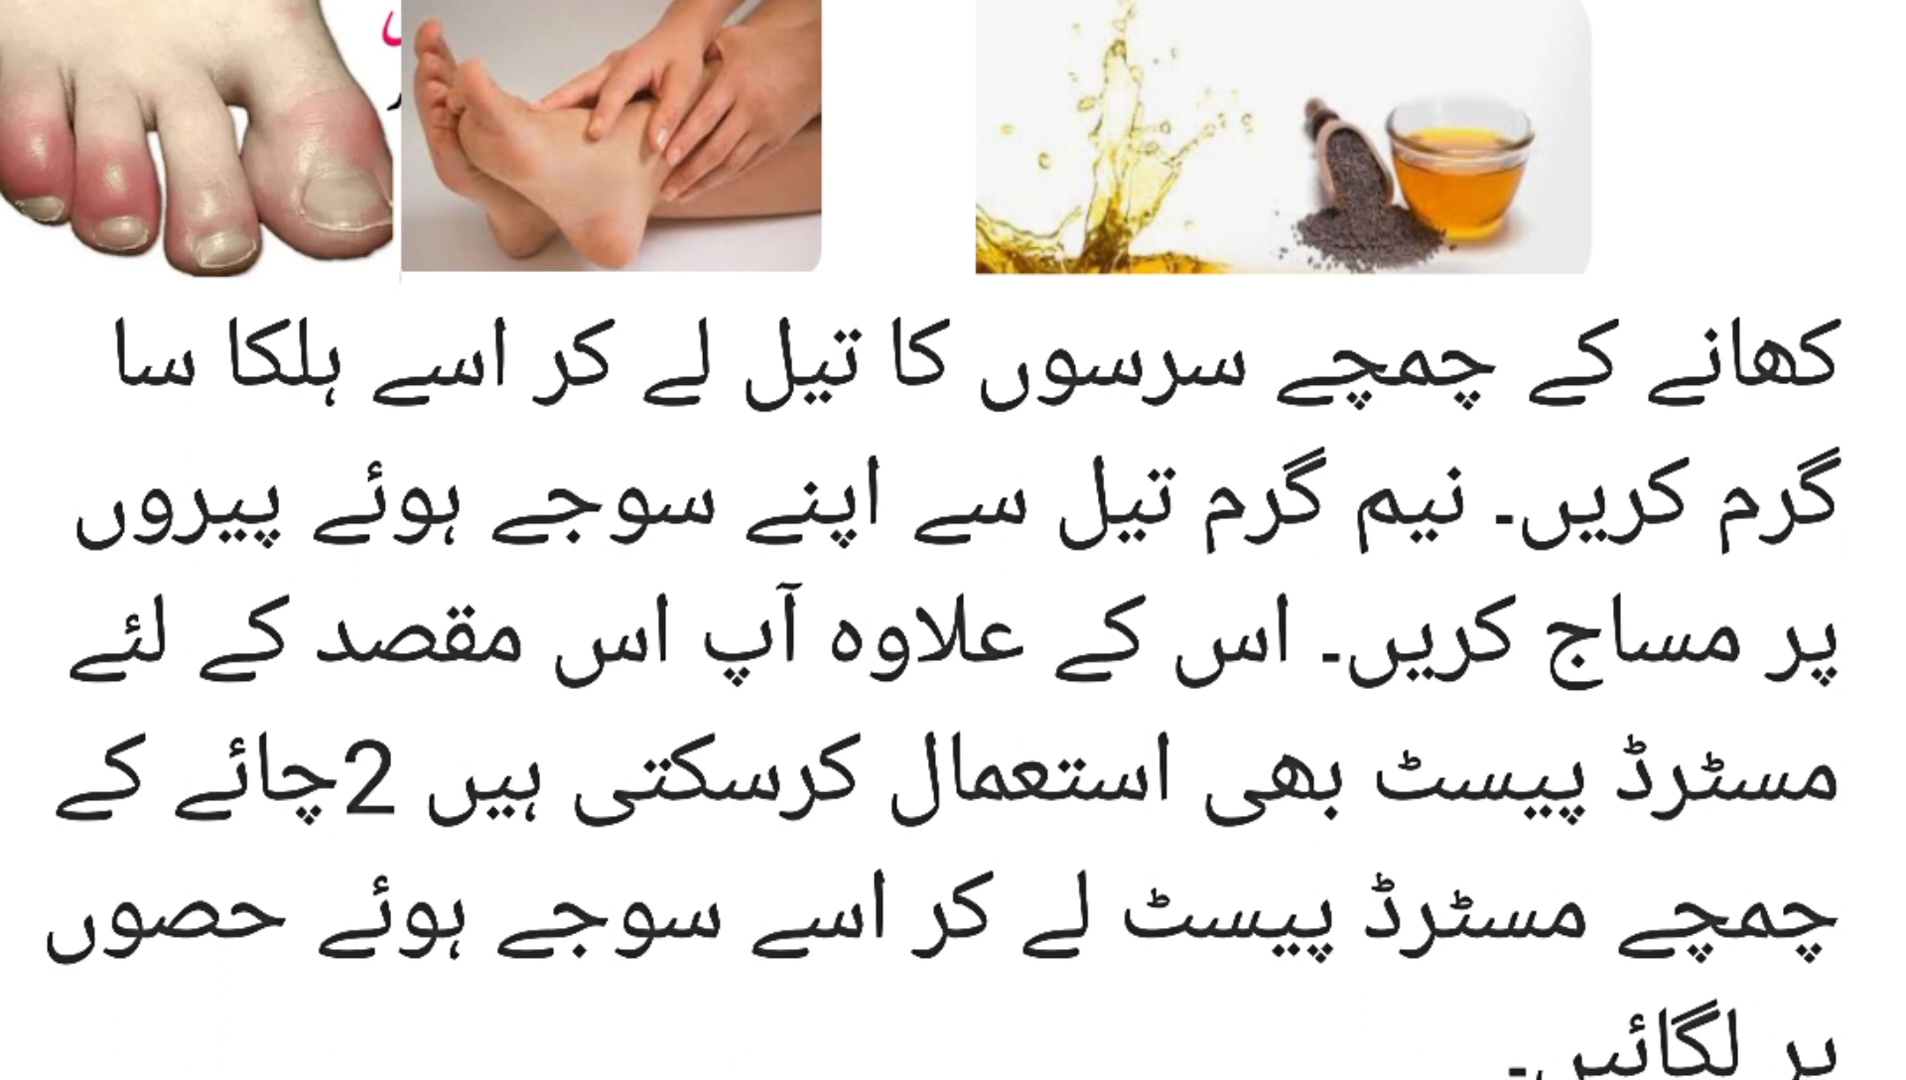 کھانے کے چمچے سرسوں کا تیل لے کر اسے ہلکا سا
گرم کریں۔ نیم گرم تیل سے اپنے سوجے ہوئے پیروں
پر مساج کریں۔ اس کے علاوہ آپ اس مقصد کے لئے
مسٹرڈ پیسٹ بھی استعمال کرسکتی ہیں 2چائے کے
چمچے مسٹرڈ پیسٹ لے کر اسے سوجے ہوئے حصوں
پر لگائیں۔